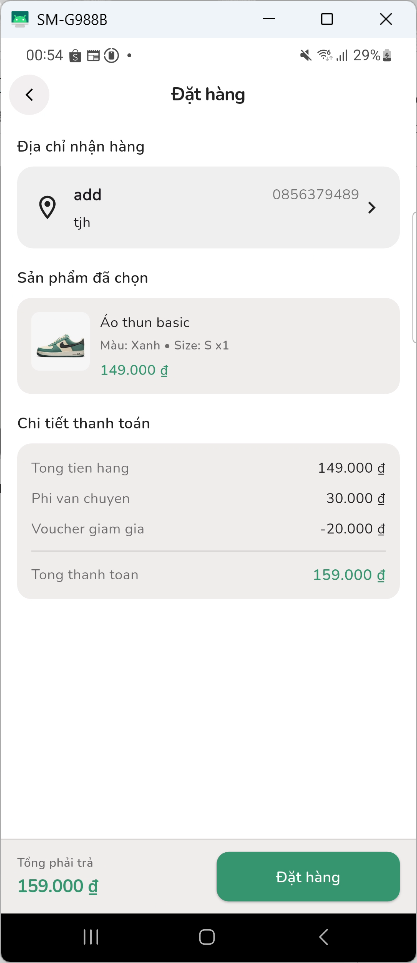 SM-G988B
00:54
29%
Đặt hàng
Địa chỉ nhận hàng
add
0856379489
tjh
Sản phẩm đã chọn
Áo thun basic
Màu: Xanh • Size: S x1
149.000 ₫
Chi tiết thanh toán
Tong tien hang 149.000 ₫
Phi van chuyen 30.000 ₫
Voucher giam gia -20.000 ₫
Tong thanh toan 159.000 ₫
Tổng phải trả
159.000 ₫
Đặt hàng